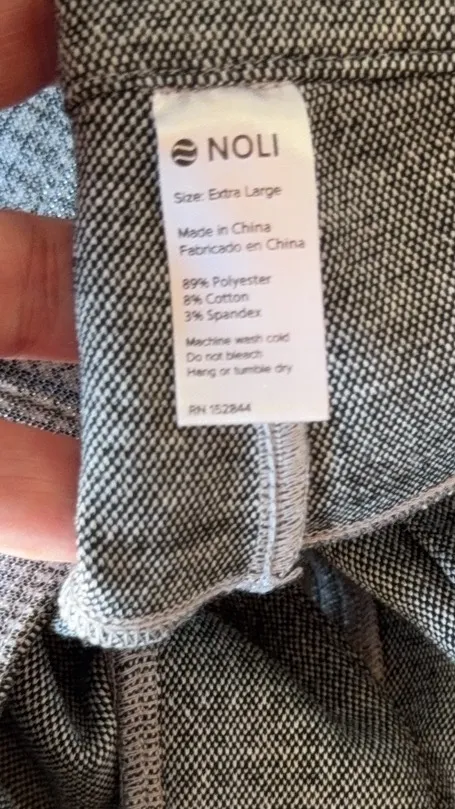 NOLI
Size: Extra Large
Made in China
Fabricado en China
89% Polyester
8% Cotton
3% Spandex
Machine wash cold
Do not bleach
Hang or tumble dry
RN 152844